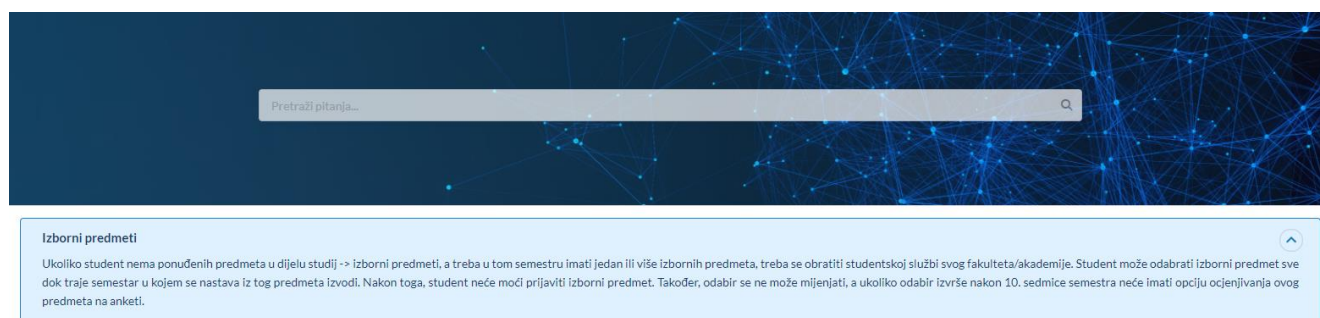 Pretraži pitanja...
Izborni predmeti
Ukoliko student nema ponuđenih predmeta u dijelu studij -> izborni predmeti, a treba u tom semestru imati jedan ili više izbornih predmeta, treba se obratiti studentskoj službi svog fakulteta/akademije. Student može odabrati izborni predmet sve
dok traje semestar u kojem se nastava iz tog predmeta izvodi. Nakon toga, student neće moći prijaviti izborni predmet. Također, odabir se ne može mijenjati, a ukoliko odabir izvrše nakon 10. sedmice semestra neće imati opciju ocjenjivanja ovog
predmeta na anketi.